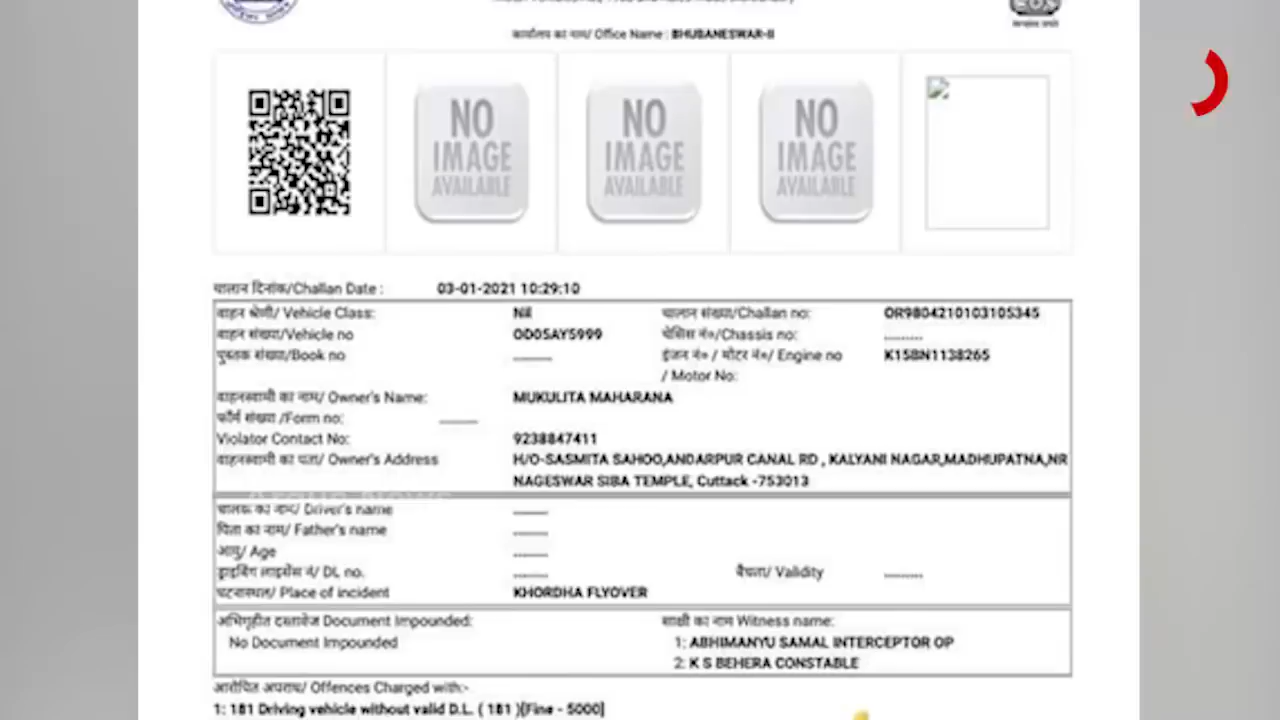 कार्यालय का नाम/ Office Name : BHUBANESWAR-II
NO IMAGE AVAILABLE
NO IMAGE AVAILABLE
NO IMAGE AVAILABLE
चालान दिनांक/Challan Date : 03-01-2021 10:29:10
वाहन श्रेणी/ Vehicle Class: Nil चालान संख्या/Challan no: OR9804210103105345
वाहन संख्या/Vehicle no OD05AY5999 चेसिस नं०/Chassis no: .........
पुस्तक संख्या/Book no ......... इंजन नं० / मोटर नं०/ Engine no K15BN1138265
/ Motor No:
वाहनस्वामी का नाम/ Owner's Name: MUKULITA MAHARANA
फॉर्म संख्या /Form no: .........
Violator Contact No: 9238847411
वाहनस्वामी का पता/ Owner's Address H/O-SASMITA SAHOO,ANDARPUR CANAL RD , KALYANI NAGAR,MADHUPATNA,NR
NAGESWAR SIBA TEMPLE, Cuttack -753013
चालक का नाम/ Driver's name ........
पिता का नाम/ Father's name ........
आयु/ Age ........
ड्राइविंग लाइसेंस नं/ DL no. ........ वैधता/ Validity .........
घटनास्थल/ Place of incident KHORDHA FLYOVER
अभिगृहीत दस्तावेज Document Impounded: साक्षी का नाम Witness name:
No Document Impounded 1: ABHIMANYU SAMAL INTERCEPTOR OP
2: K S BEHERA CONSTABLE
आरोपित अपराध/ Offences Charged with:-
1: 181 Driving vehicle without valid D.L. ( 181 )[Fine - 5000]